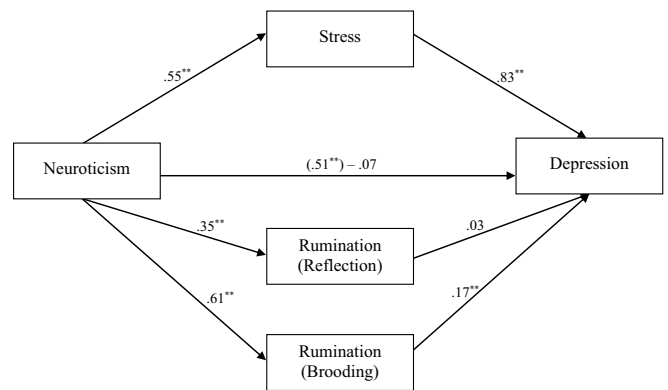 Stress
.55**
.83**
Neuroticism
(.51**) – .07
Depression
.35**
Rumination
(Reflection)
.03
.61**
.17**
Rumination
(Brooding)